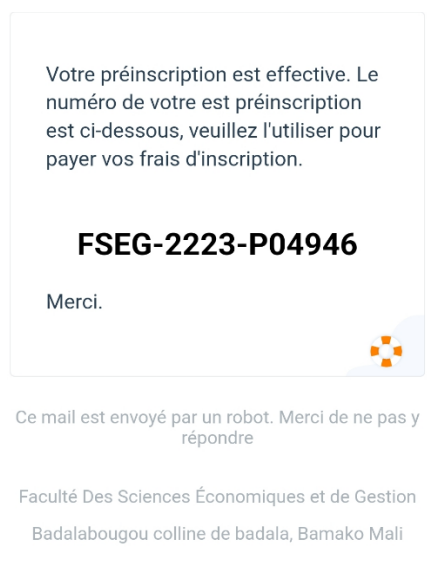 Votre préinscription est effective. Le
numéro de votre est préinscription
est ci-dessous, veuillez l'utiliser pour
payer vos frais d'inscription.
FSEG-2223-P04946
Merci.
Ce mail est envoyé par un robot. Merci de ne pas y
répondre
Faculté Des Sciences Économiques et de Gestion
Badalabougou colline de badala, Bamako Mali